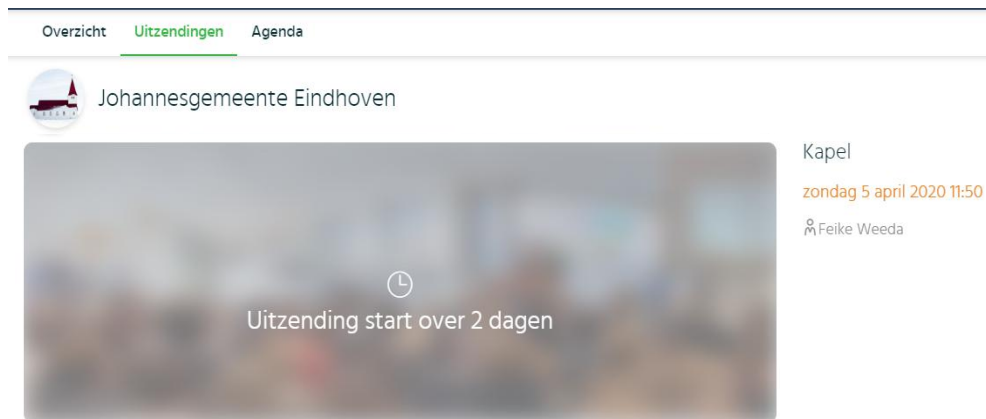 Overzicht Uitzendingen Agenda
Johannesgemeente Eindhoven
Kapel
zondag 5 april 2020 11:50
Feike Weeda
Uitzending start over 2 dagen